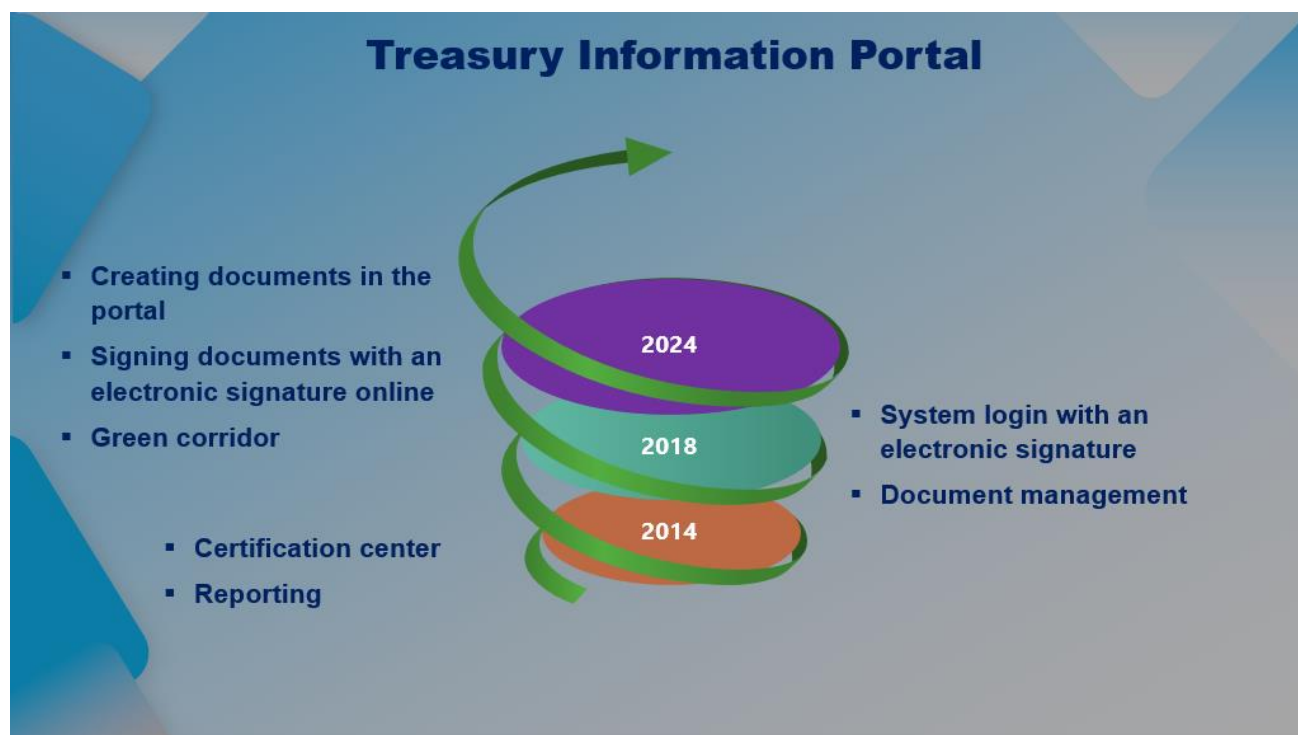 Treasury Information Portal
▪ Creating documents in the
portal
▪ Signing documents with an
electronic signature online
▪ Green corridor
2024
2018
▪ System login with an
electronic signature
▪ Document management
2014
▪ Certification center
▪ Reporting